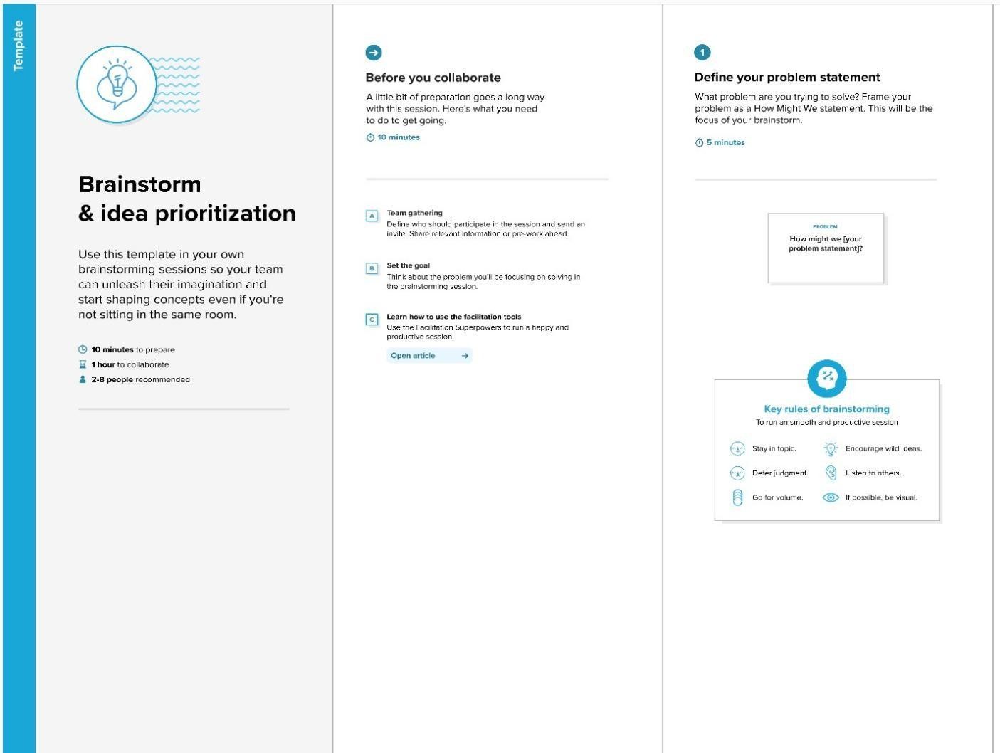 Template
Brainstorm
& idea prioritization
Use this template in your own
brainstorming sessions so your team
can unleash their imagination and
start shaping concepts even if you're
not sitting in the same room.
10 minutes to prepare
1 hour to collaborate
2-8 people recommended
Before you collaborate
A little bit of preparation goes a long way
with this session. Here's what you need
to do to get going.
10 minutes
A
Team gathering
Define who should participate in the session and send an
invite. Share relevant information or pre-work ahead.
B
Set the goal
Think about the problem you'll be focusing on solving in
the brainstorming session.
C
Learn how to use the facilitation tools
Use the Facilitation Superpowers to run a happy and
productive session.
Open article
1
Define your problem statement
What problem are you trying to solve? Frame your
problem as a How Might We statement. This will be the
focus of your brainstorm.
5 minutes
PROBLEM
How might we [your
problem statement]?
Key rules of brainstorming
To run an smooth and productive session
Stay in topic.
Encourage wild ideas.
Defer judgment.
Listen to others.
Go for volume.
If possible, be visual.